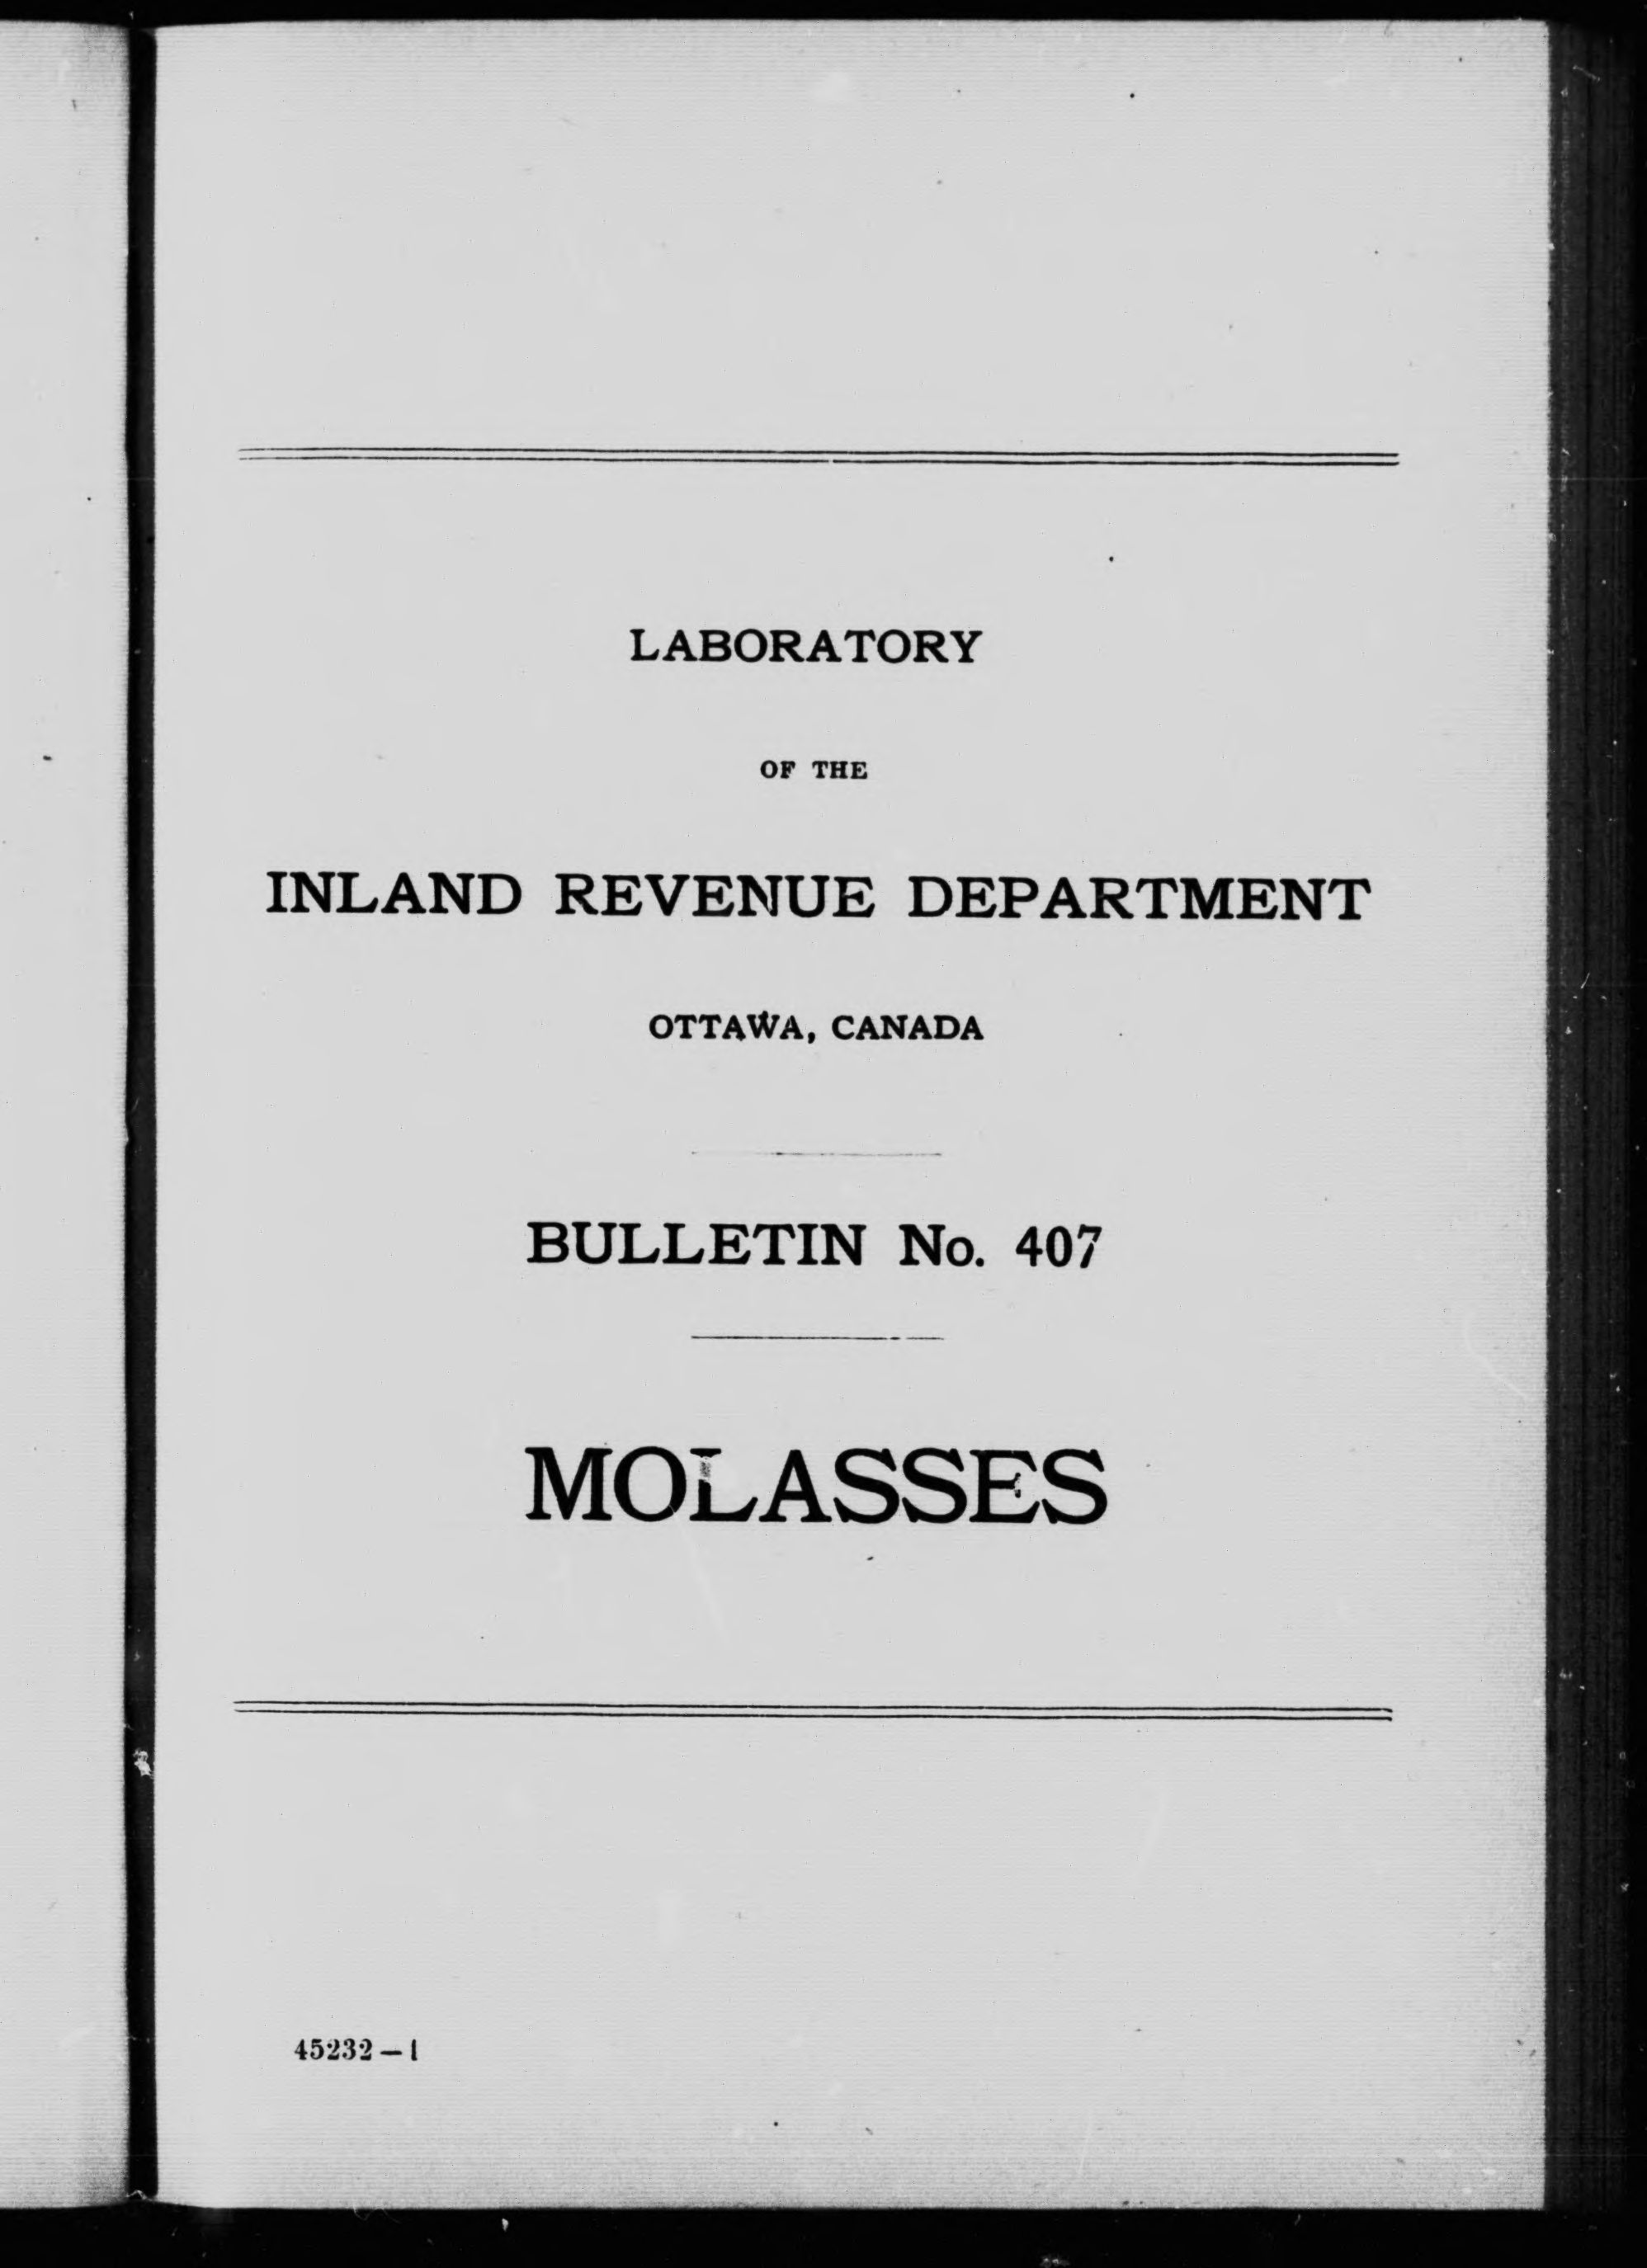 LABORATORY
OF THE
INLAND REVENUE DEPARTMENT
OTTAWA, CANADA
BULLETIN No. 407
MOLASSES
45232—1